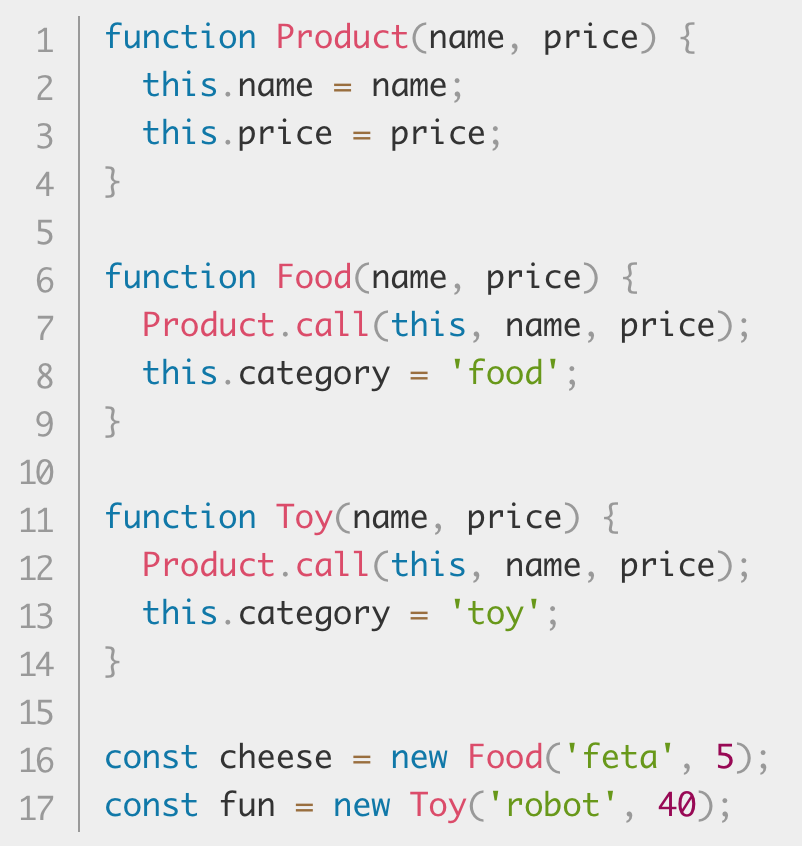 1 function Product(name, price) {
2   this.name = name;
3   this.price = price;
4 }
5
6 function Food(name, price) {
7   Product.call(this, name, price);
8   this.category = 'food';
9 }
10
11 function Toy(name, price) {
12   Product.call(this, name, price);
13   this.category = 'toy';
14 }
15
16 const cheese = new Food('feta', 5);
17 const fun = new Toy('robot', 40);